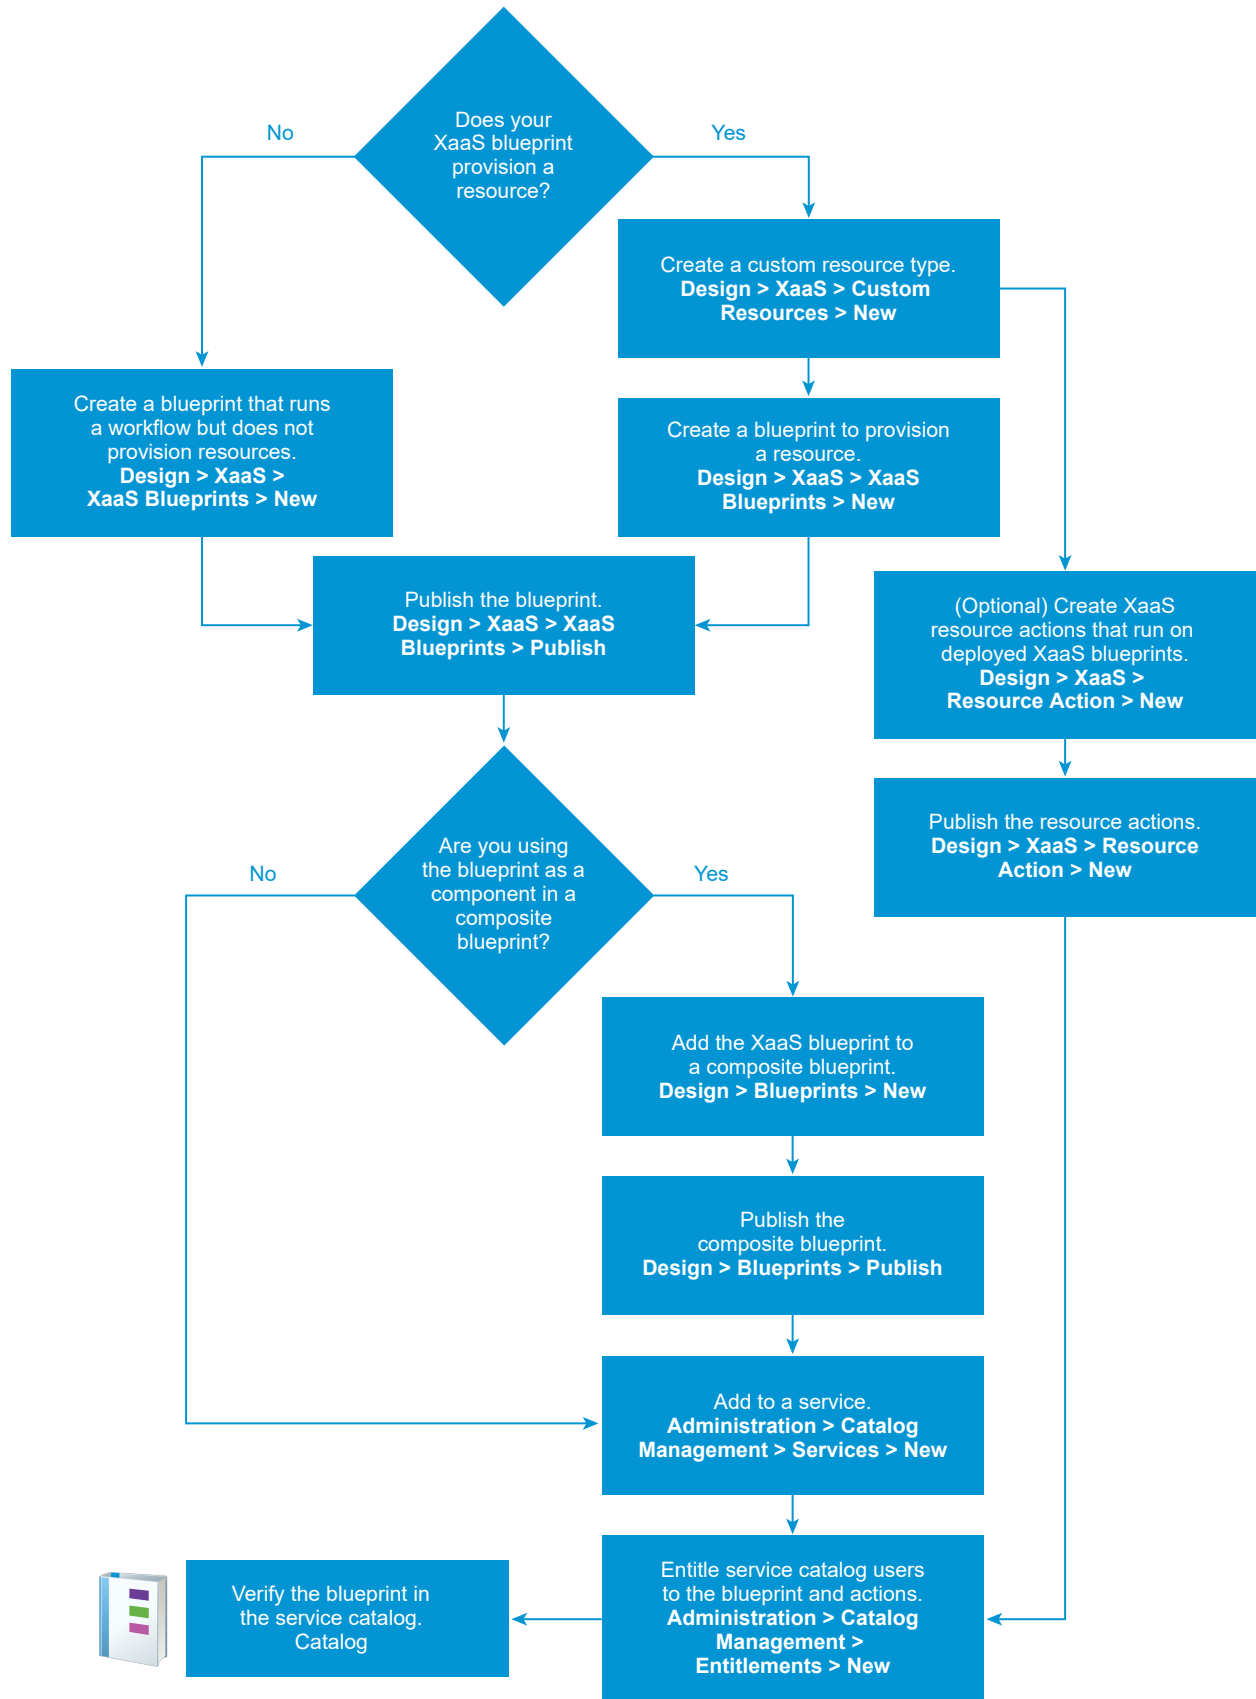 Does your
XaaS blueprint
provision a
resource?
No
Yes
Create a custom resource type.
Design > XaaS > Custom
Resources > New
Create a blueprint that runs
a workflow but does not
provision resources.
Design > XaaS >
XaaS Blueprints > New
Create a blueprint to provision
a resource.
Design > XaaS > XaaS
Blueprints > New
Publish the blueprint.
Design > XaaS > XaaS
Blueprints > Publish
(Optional) Create XaaS
resource actions that run on
deployed XaaS blueprints.
Design > XaaS >
Resource Action > New
Publish the resource actions.
Design > XaaS > Resource
Action > New
Are you using
the blueprint as a
component in a
composite
blueprint?
No
Yes
Add the XaaS blueprint to
a composite blueprint.
Design > Blueprints > New
Publish the
composite blueprint.
Design > Blueprints > Publish
Add to a service.
Administration > Catalog
Management > Services > New
Entitle service catalog users
to the blueprint and actions.
Administration > Catalog
Management >
Entitlements > New
Verify the blueprint in
the service catalog.
Catalog